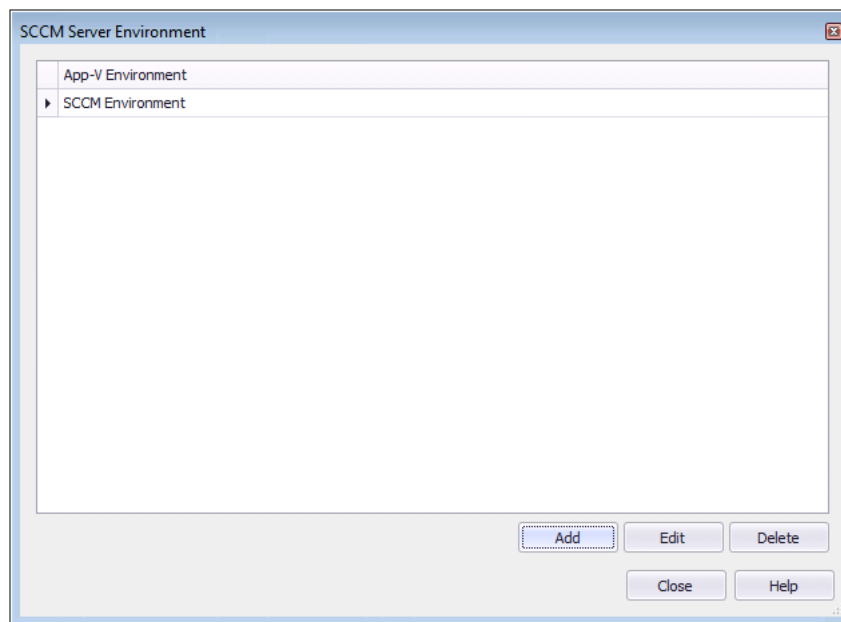 SCCM Server Environment
App-V Environment
SCCM Environment
Add Edit Delete
Close Help